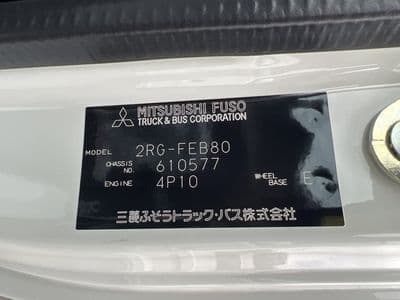 MITSUBISHI FUSO
TRUCK & BUS CORPORATION
MODEL 2RG-FEB80
CHASSIS NO. 610577
ENGINE 4P10 WHEEL BASE E
三菱ふそうトラック・バス株式会社